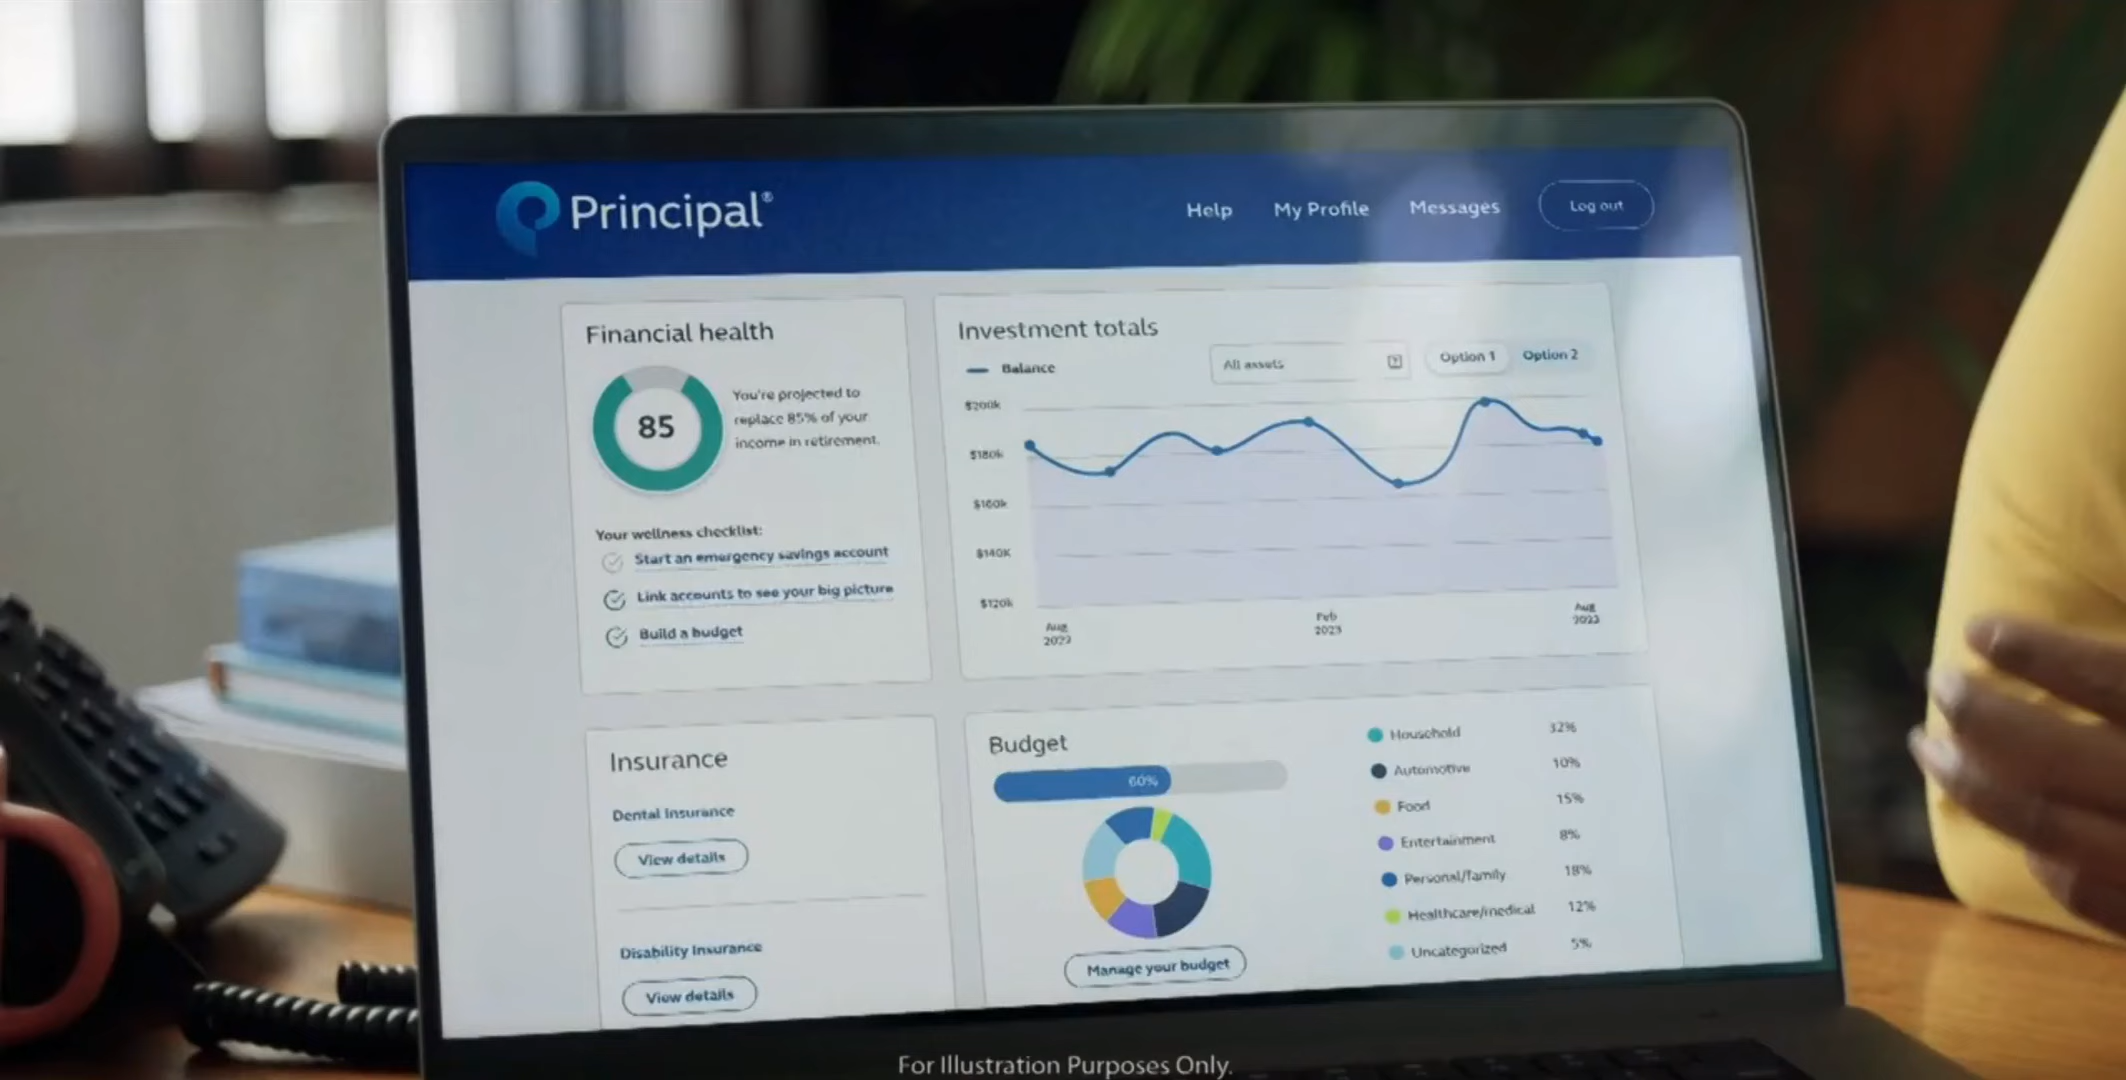 Principal®
Help
My Profile
Messages
Log out
Financial health
85
You're projected to
replace 85% of your
income in retirement.
Your wellness checklist:
Start an emergency savings account
Link accounts to see your big picture
Build a budget
Investment totals
Balance
All assets
Option 1
Option 2
$200k
$180k
$160k
$140K
$120k
Aug
2022
Feb
2023
Aug
2023
Insurance
Dental Insurance
View details
Disability Insurance
View details
Budget
60%
Manage your budget
Household 32%
Automotive 10%
Food 15%
Entertainment 8%
Personal/family 18%
Healthcare/medical 12%
Uncategorized 5%
For Illustration Purposes Only.